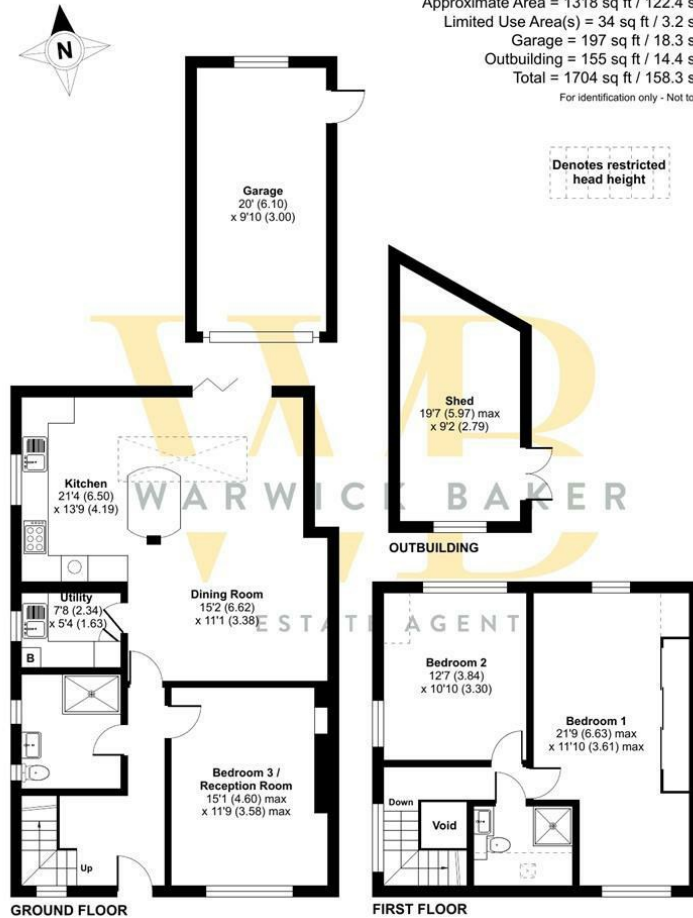 Approximate Area = 1318 sq ft / 122.4 s
Limited Use Area(s) = 34 sq ft / 3.2 s
Garage = 197 sq ft / 18.3 s
Outbuilding = 155 sq ft / 14.4 s
Total = 1704 sq ft / 158.3 s
For identification only - Not to
N
Denotes restricted
head height
Garage
20' (6.10)
x 9'10 (3.00)
Shed
19'7 (5.97) max
x 9'2 (2.79)
OUTBUILDING
Kitchen
21'4 (6.50)
x 13'9 (4.19)
WB
WARWICK BAKER
ESTATE AGENT
Utility
7'8 (2.34)
x 5'4 (1.63)
B
Dining Room
15'2 (6.62)
x 11'1 (3.38)
Bedroom 3 /
Reception Room
15'1 (4.60) max
x 11'9 (3.58) max
Up
GROUND FLOOR
Bedroom 2
12'7 (3.84)
x 10'10 (3.30)
Bedroom 1
21'9 (6.63) max
x 11'10 (3.61) max
Down
Void
FIRST FLOOR